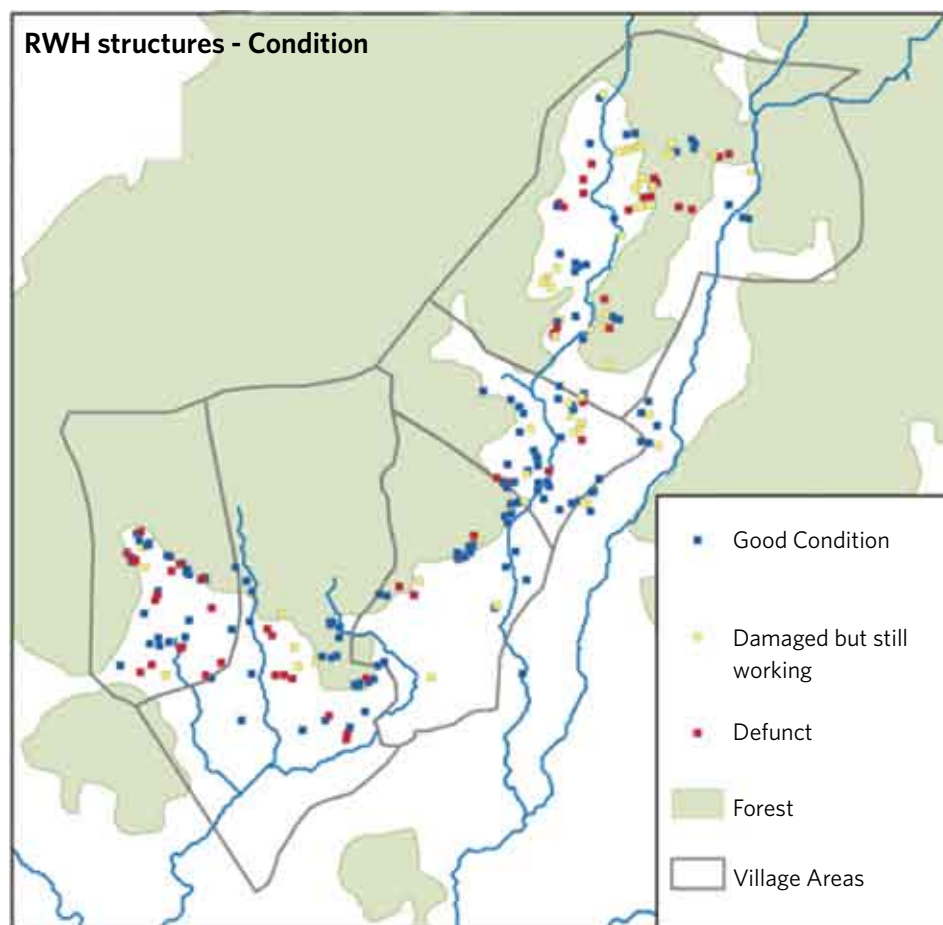 RWH structures - Condition
Good Condition
Damaged but still
working
Defunct
Forest
Village Areas